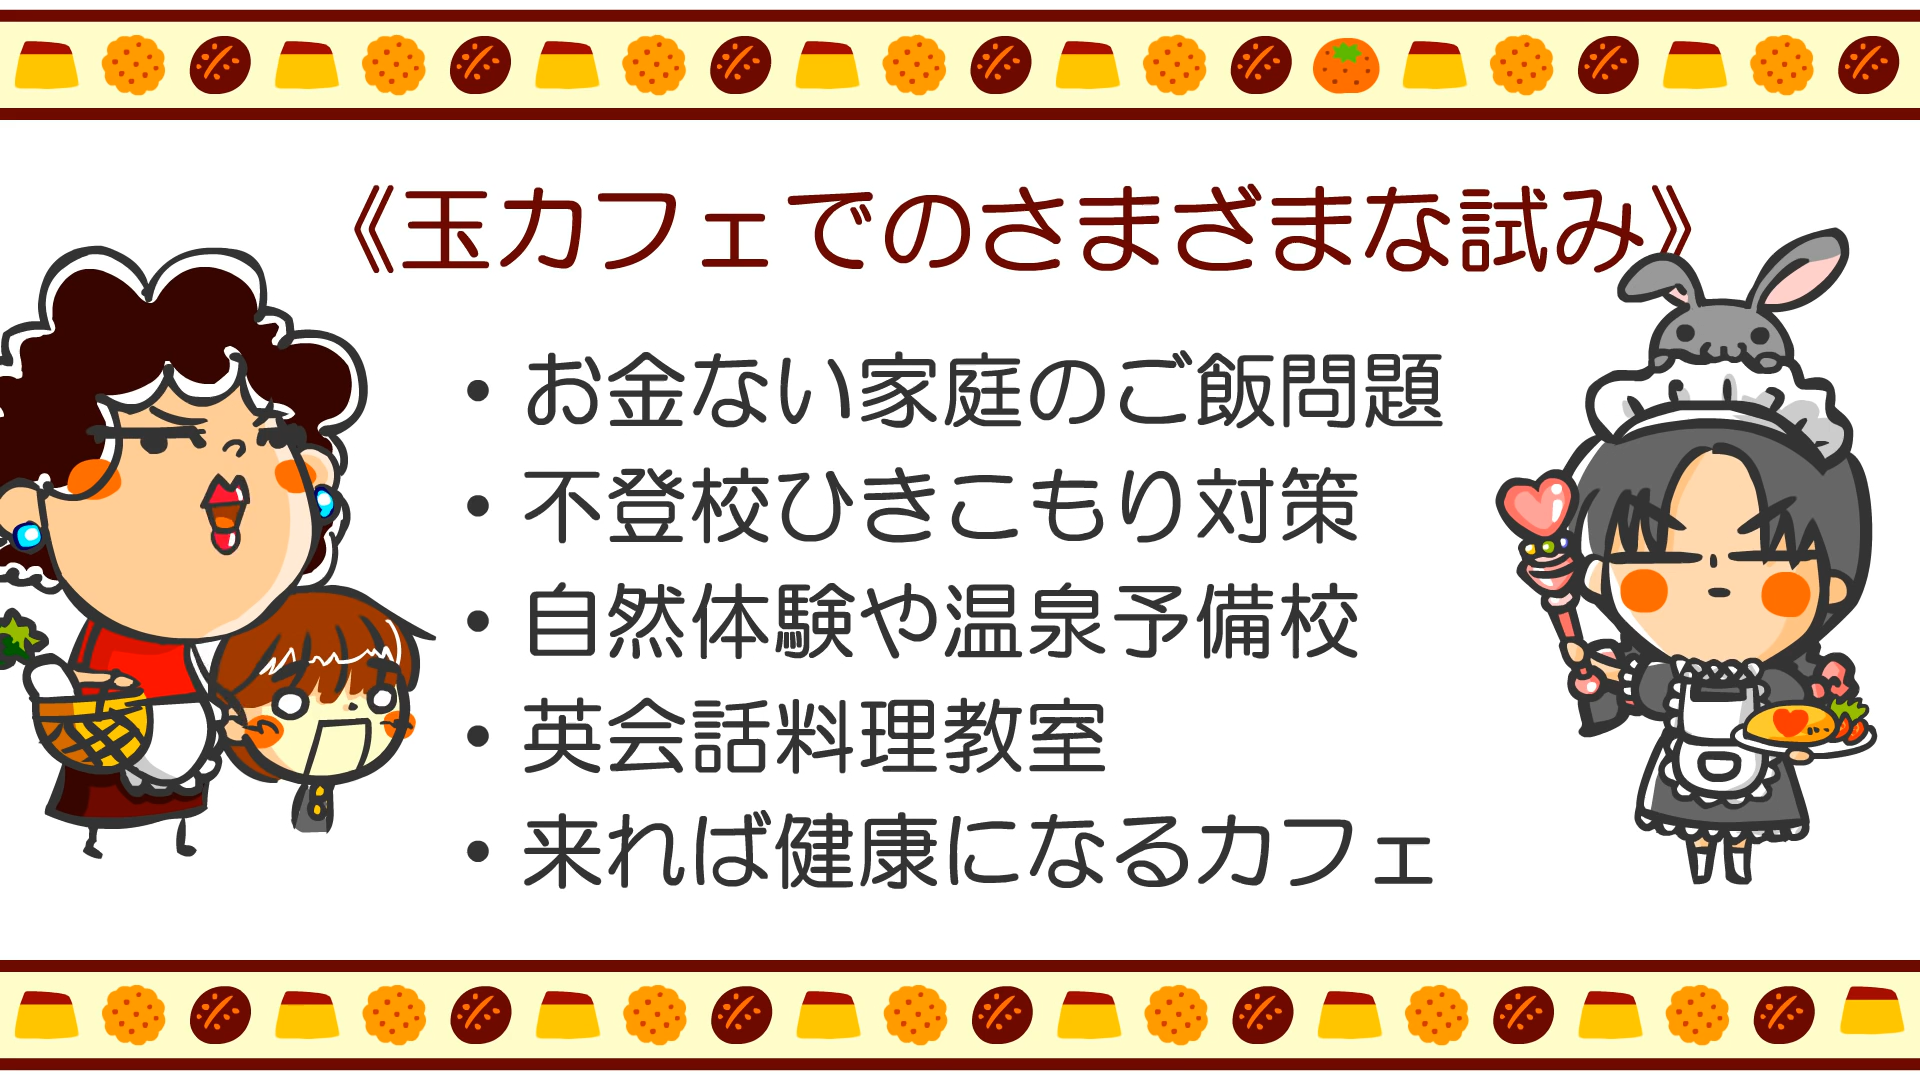 《玉カフェでのさまざまな試み》
・お金ない家庭のご飯問題
・不登校ひきこもり対策
・自然体験や温泉予備校
・英会話料理教室
・来れば健康になるカフェ